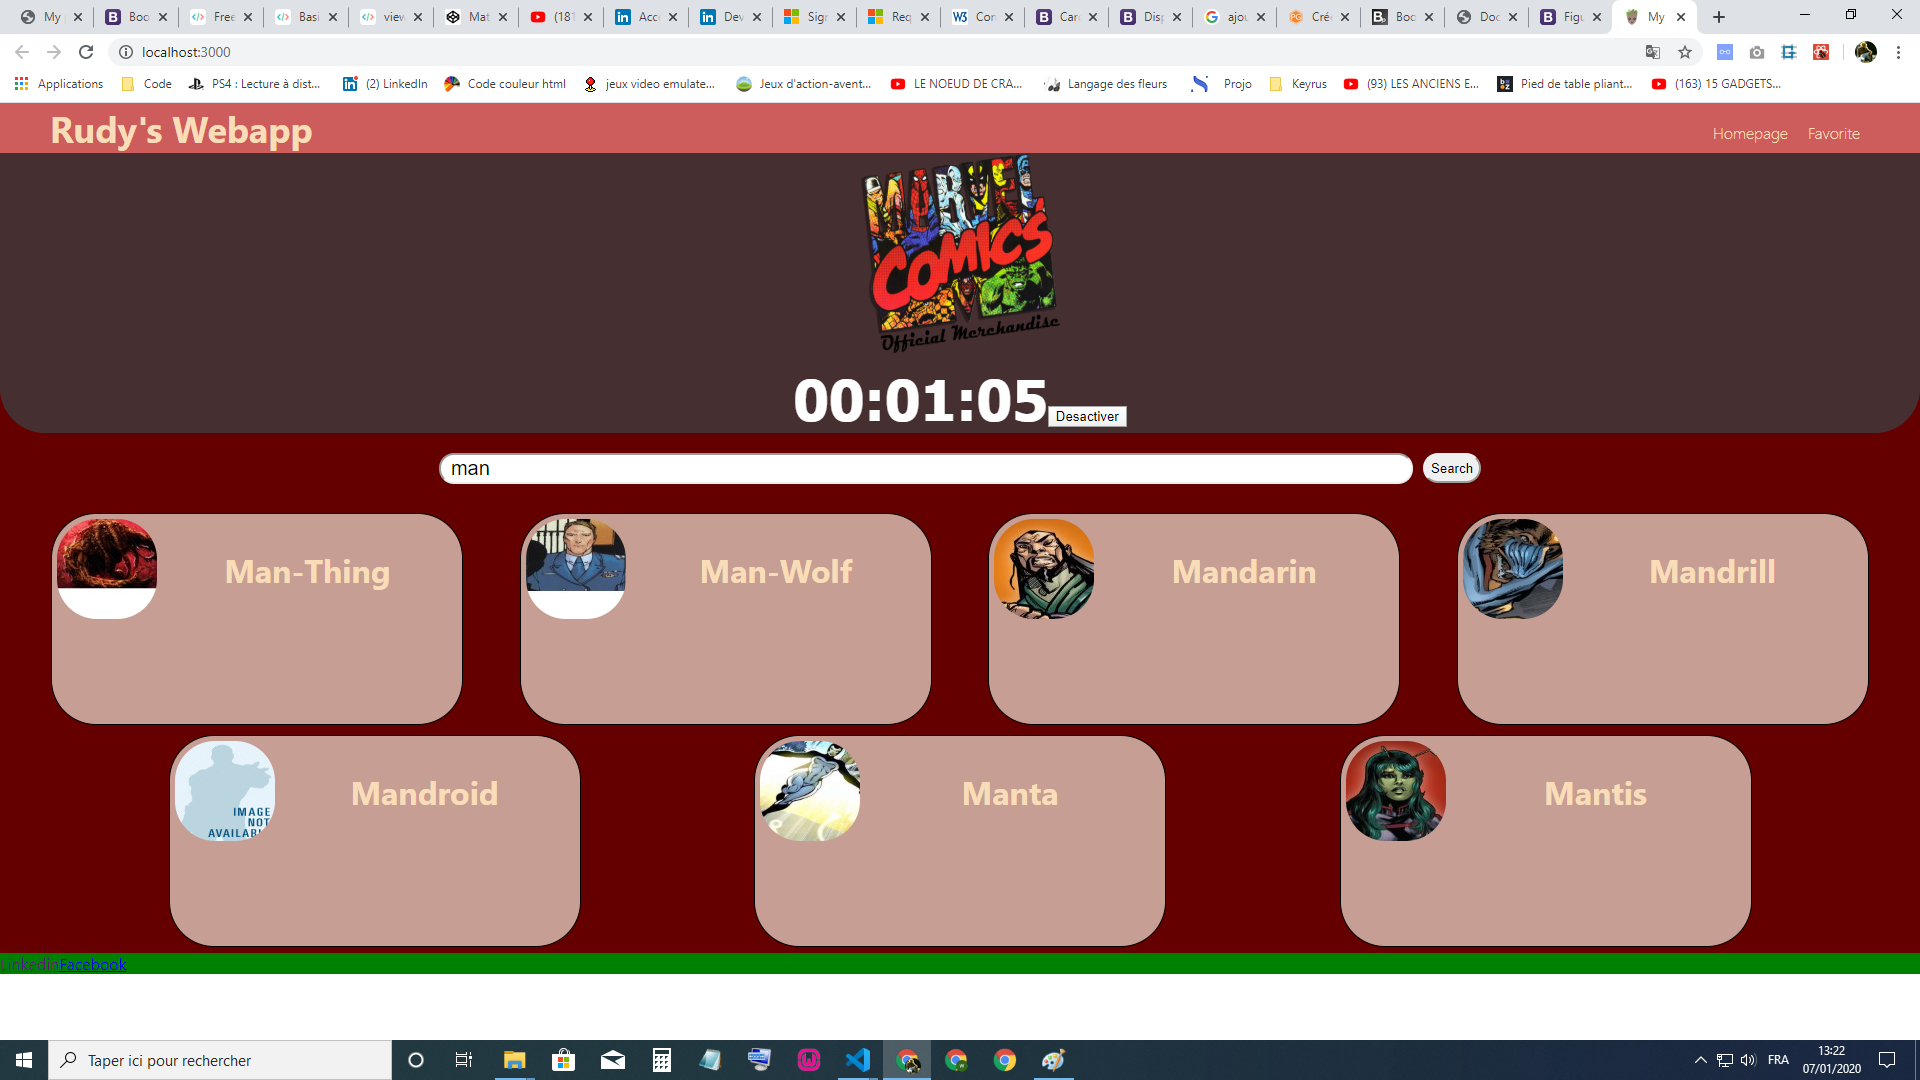 My
Boo
Free
Basi
view
Mat
(181
Acc
Dev
Sign
Req
Con
Car
Disp
ajou
Cré
Boo
Doc
Figu
My
localhost:3000
Applications
Code
PS4 : Lecture à dist...
(2) LinkedIn
Code couleur html
jeux video emulate...
Jeux d'action-avent...
LE NOEUD DE CRA...
Langage des fleurs
Projo
Keyrus
(93) LES ANCIENS E...
Pied de table pliant...
(163) 15 GADGETS...
Rudy's Webapp
Homepage
Favorite
MARVEL
COMICS
Official Merchandise
00:01:05
Desactiver
man
Search
Man-Thing
Man-Wolf
Mandarin
Mandrill
IMAGE
NOT
AVAILABL
Mandroid
Manta
Mantis
LinkedinFacebook
Taper ici pour rechercher
FRA
13:22
07/01/2020